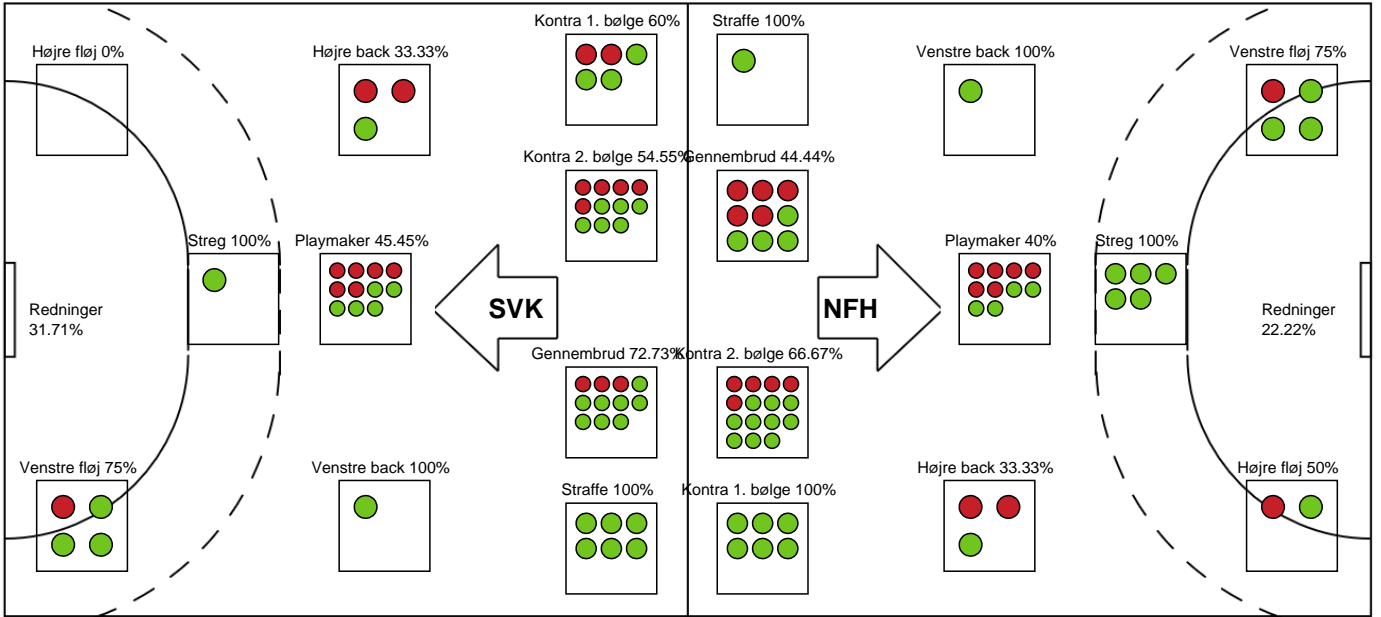 Kontra 1. bølge 60%
Straffe 100%
Højre fløj 0%
Højre back 33.33%
Venstre back 100%
Venstre fløj 75%
Kontra 2. bølge 54.55%
Gennembrud 44.44%
Streg 100%
Playmaker 45.45%
Playmaker 40%
Streg 100%
Redninger
31.71%
SVK
NFH
Redninger
22.22%
Gennembrud 72.73%
Kontra 2. bølge 66.67%
Venstre fløj 75%
Venstre back 100%
Straffe 100%
Kontra 1. bølge 100%
Højre back 33.33%
Højre fløj 50%